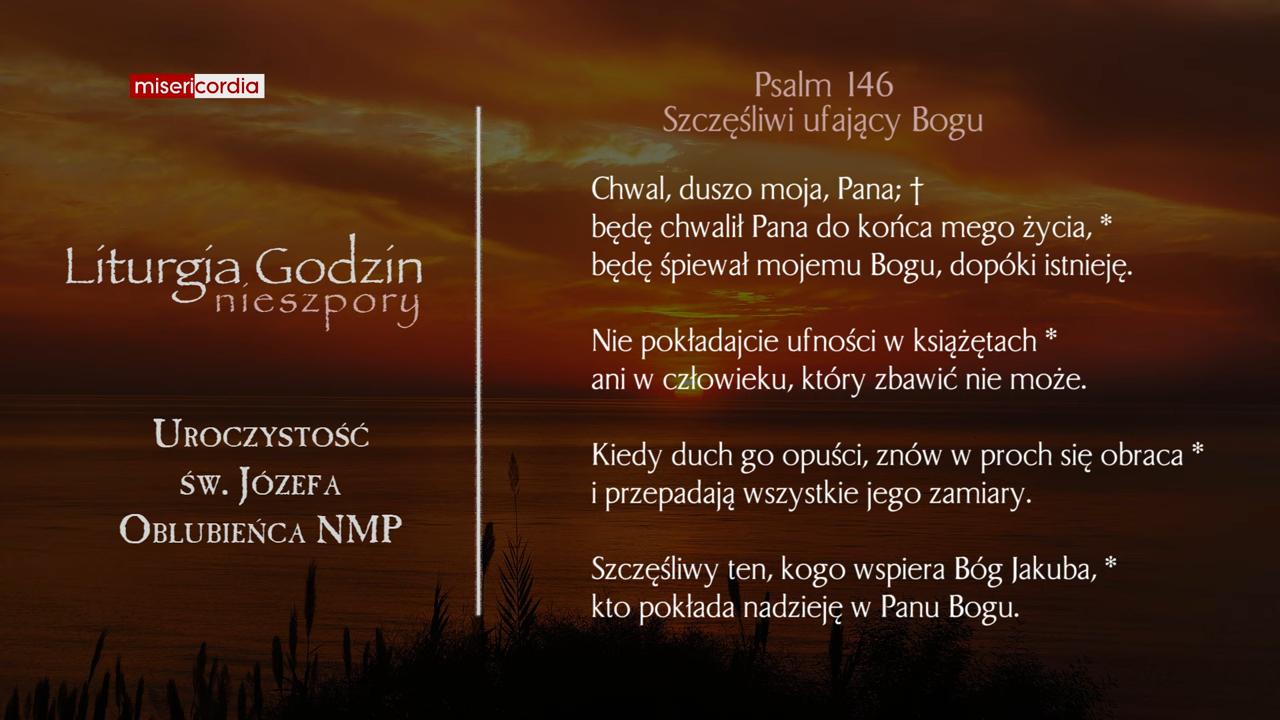 misericordia
Liturgia Godzin
nieszpory
Uroczystość
św. Józefa
Oblubieńca NMP
Psalm 146
Szczęśliwi ufający Bogu
Chwal, duszo moja, Pana; †
będę chwalił Pana do końca mego życia, *
będę śpiewał mojemu Bogu, dopóki istnieję.
Nie pokładajcie ufności w książętach *
ani w człowieku, który zbawić nie może.
Kiedy duch go opuści, znów w proch się obraca *
i przepadają wszystkie jego zamiary.
Szczęśliwy ten, kogo wspiera Bóg Jakuba, *
kto pokłada nadzieję w Panu Bogu.